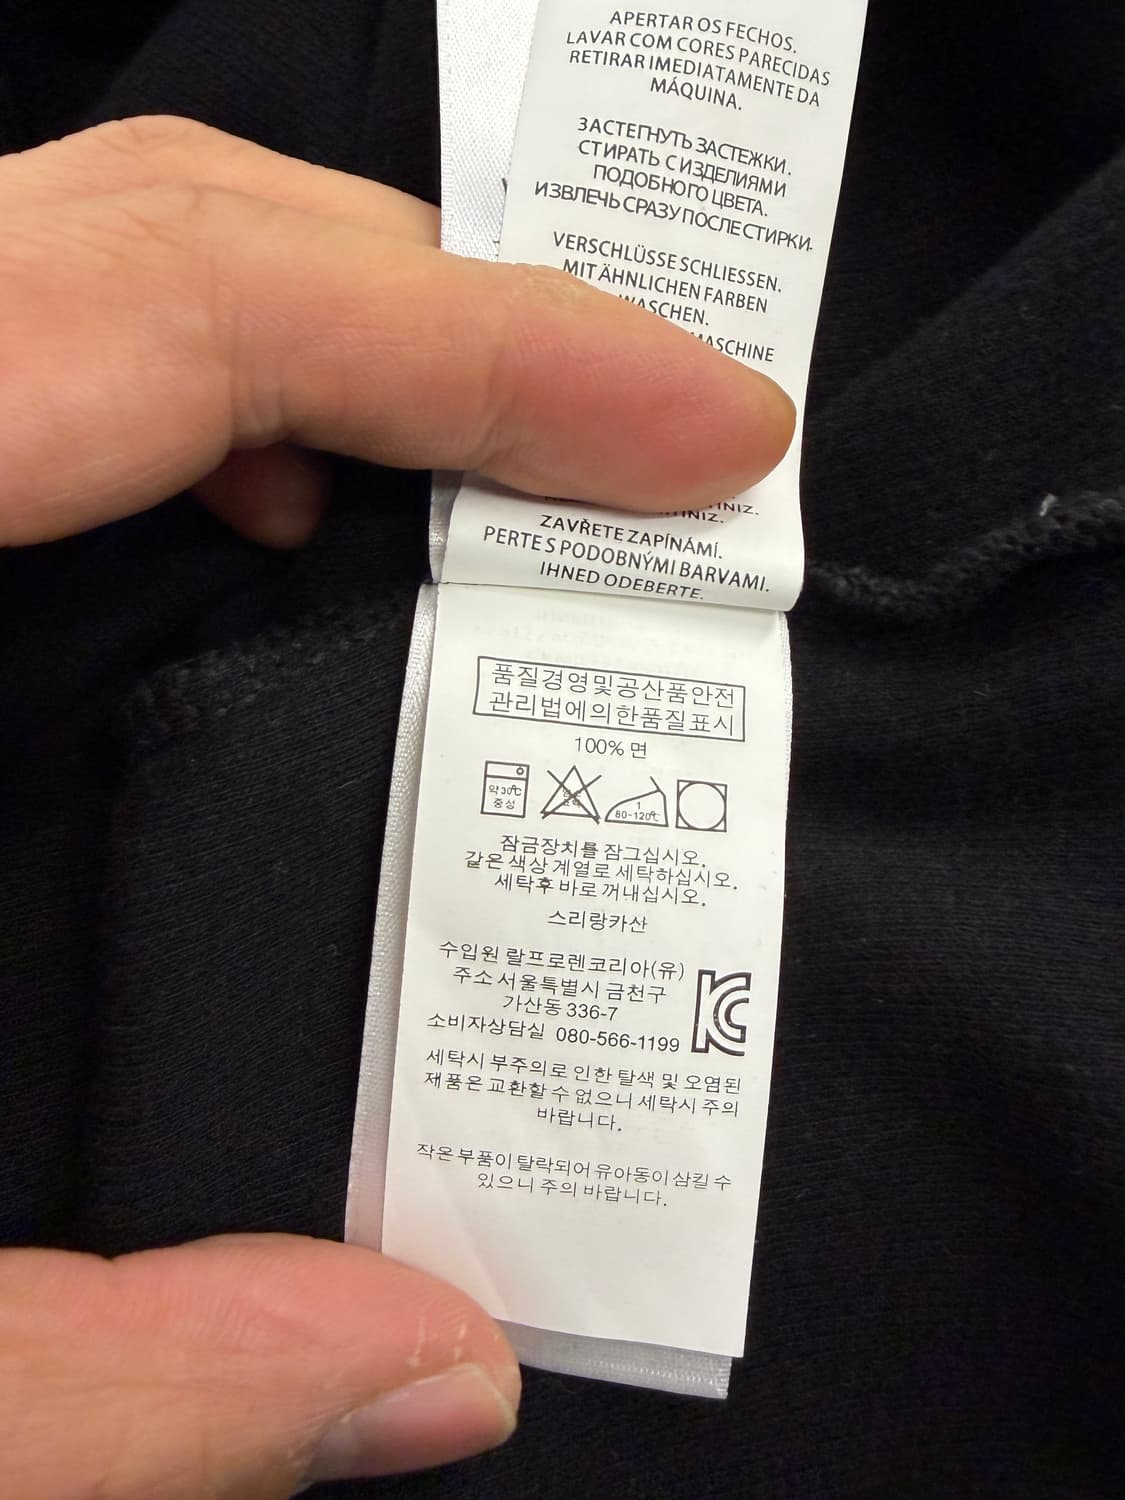 APERTAR OS FECHOS.
LAVAR COM CORES PARECIDAS
RETIRAR IMEDIATAMENTE DA
MÁQUINA.
ЗАСТЕГНУТЬ ЗАСТЕЖКИ.
СТИРАТЬ С ИЗДЕЛИЯМИ
ПОДОБНОГО ЦВЕТА.
ИЗВЛЕЧЬ СРАЗУ ПОСЛЕ СТИРКИ.
VERSCHLÜSSE SCHLIESSEN.
MIT ÄHNLICHEN FARBEN
WASCHEN.
MASCHINE
ZAVŘETE ZAPÍNÁMÍ.
PERTE S PODOBNÝMI BARVAMI.
IHNED ODEBERTE.
품질경영및공산품안전
관리법에의한품질표시
100% 면
약30℃
중성
1
80-120℃
잠금장치를 잠그십시오.
같은 색상 계열로 세탁하십시오.
세탁후 바로 꺼내십시오.
스리랑카산
수입원 랄프로렌코리아(유)
주소 서울특별시 금천구
가산동 336-7
소비자상담실 080-566-1199
세탁시 부주의로 인한 탈색 및 오염된
제품은 교환할 수 없으니 세탁시 주의
바랍니다.
작은 부품이 탈락되어 유아동이 삼킬 수
있으니 주의 바랍니다.